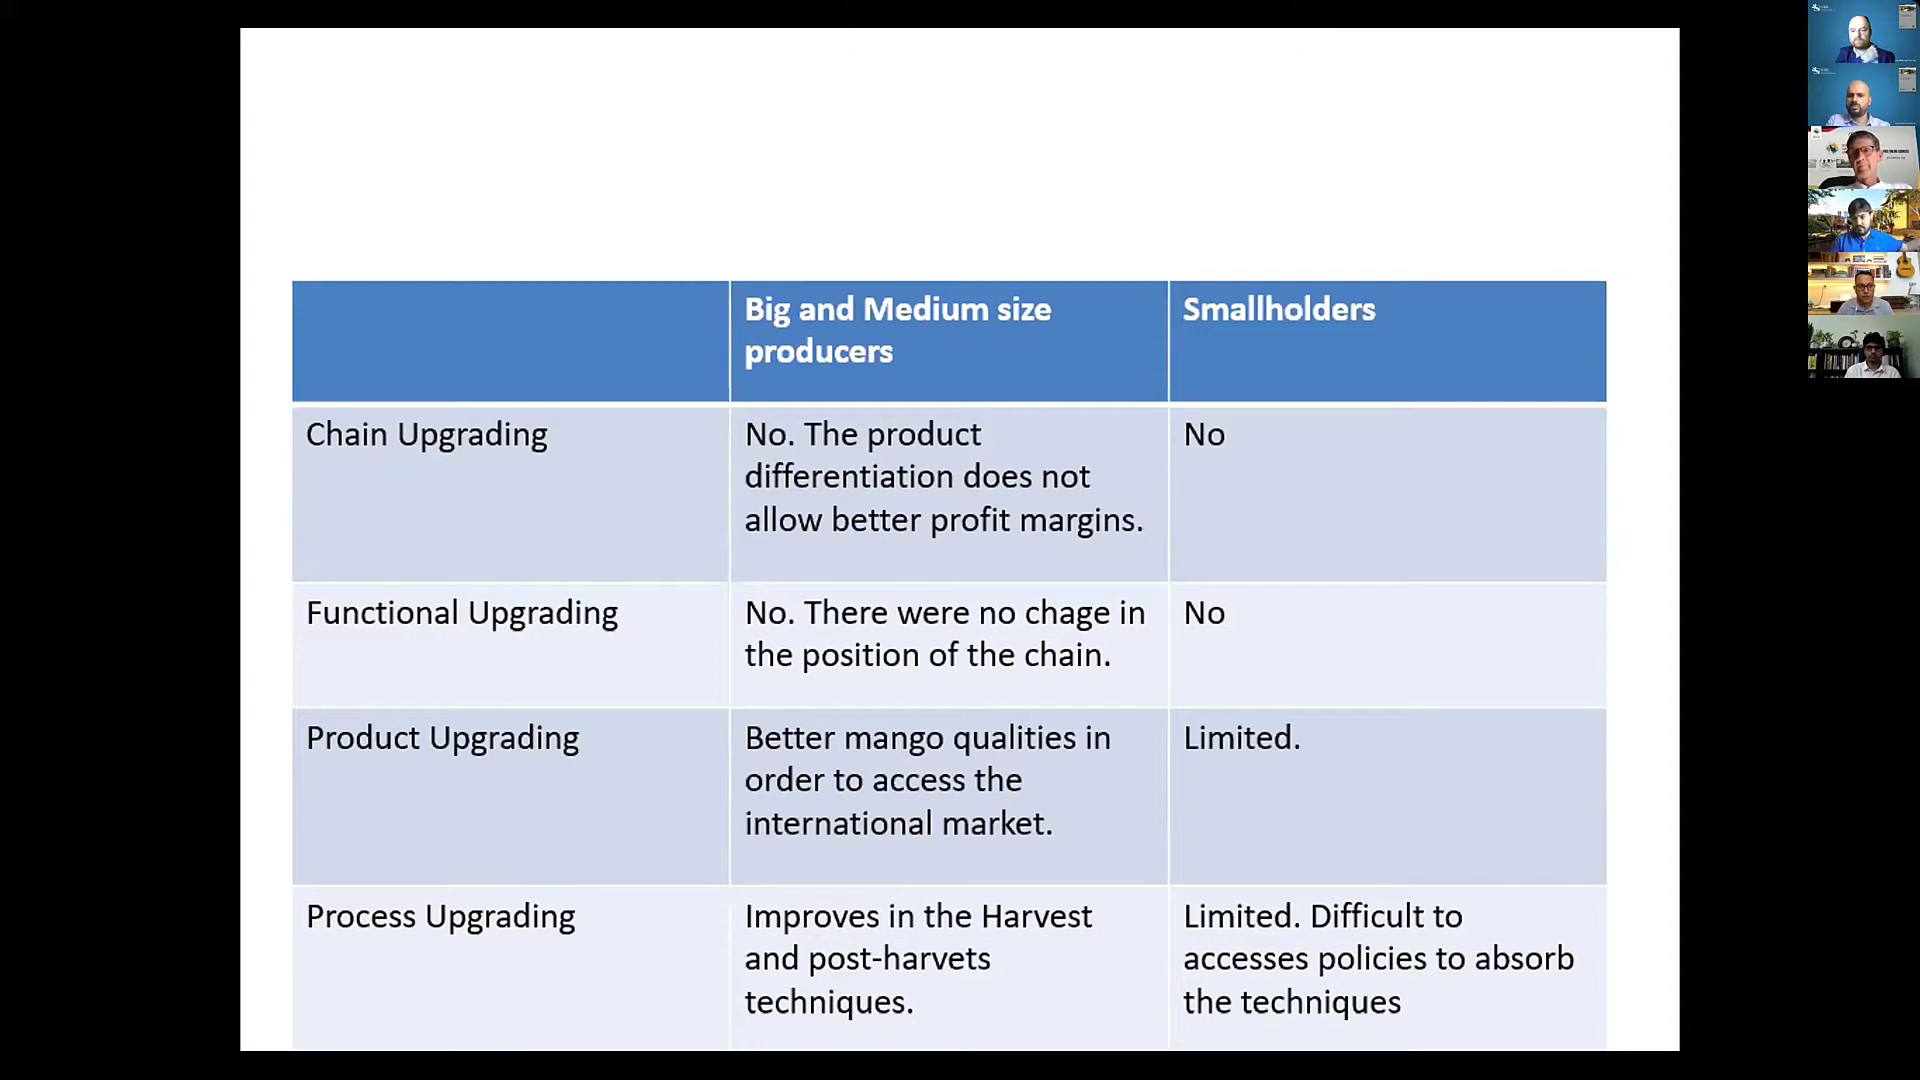 Big and Medium size
producers
Smallholders
Chain Upgrading
No. The product
differentiation does not
allow better profit margins.
No
Functional Upgrading
No. There were no chage in
the position of the chain.
No
Product Upgrading
Better mango qualities in
order to access the
international market.
Limited.
Process Upgrading
Improves in the Harvest
and post-harvets
techniques.
Limited. Difficult to
accesses policies to absorb
the techniques